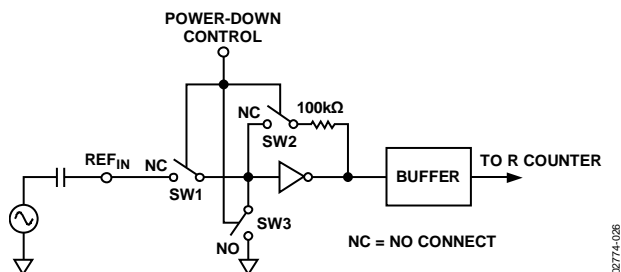 POWER-DOWN
CONTROL
NC
100kΩ
SW2
REFIN
NC
SW1
TO R COUNTER
BUFFER
SW3
NO
NC = NO CONNECT
02774-026